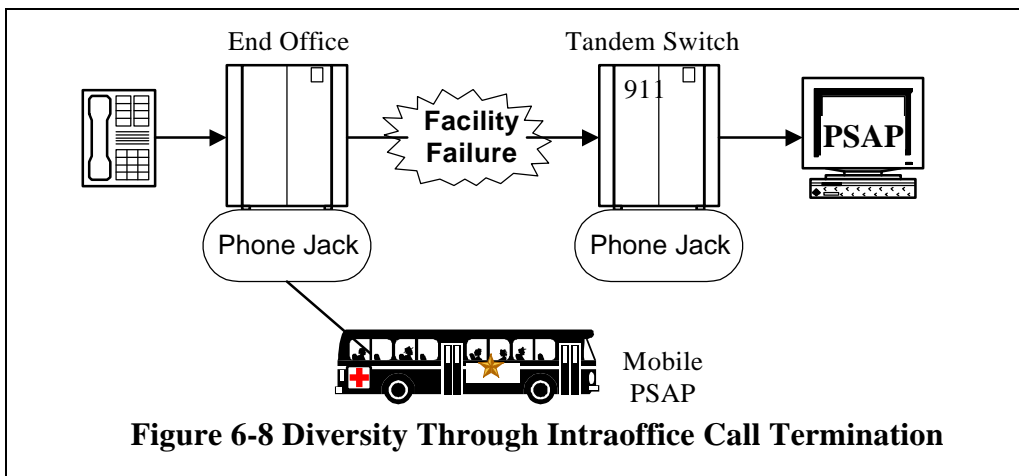 End Office
Tandem Switch
911
Facility
Failure
PSAP
Phone Jack
Phone Jack
Mobile
PSAP
Figure 6-8 Diversity Through Intraoffice Call Termination